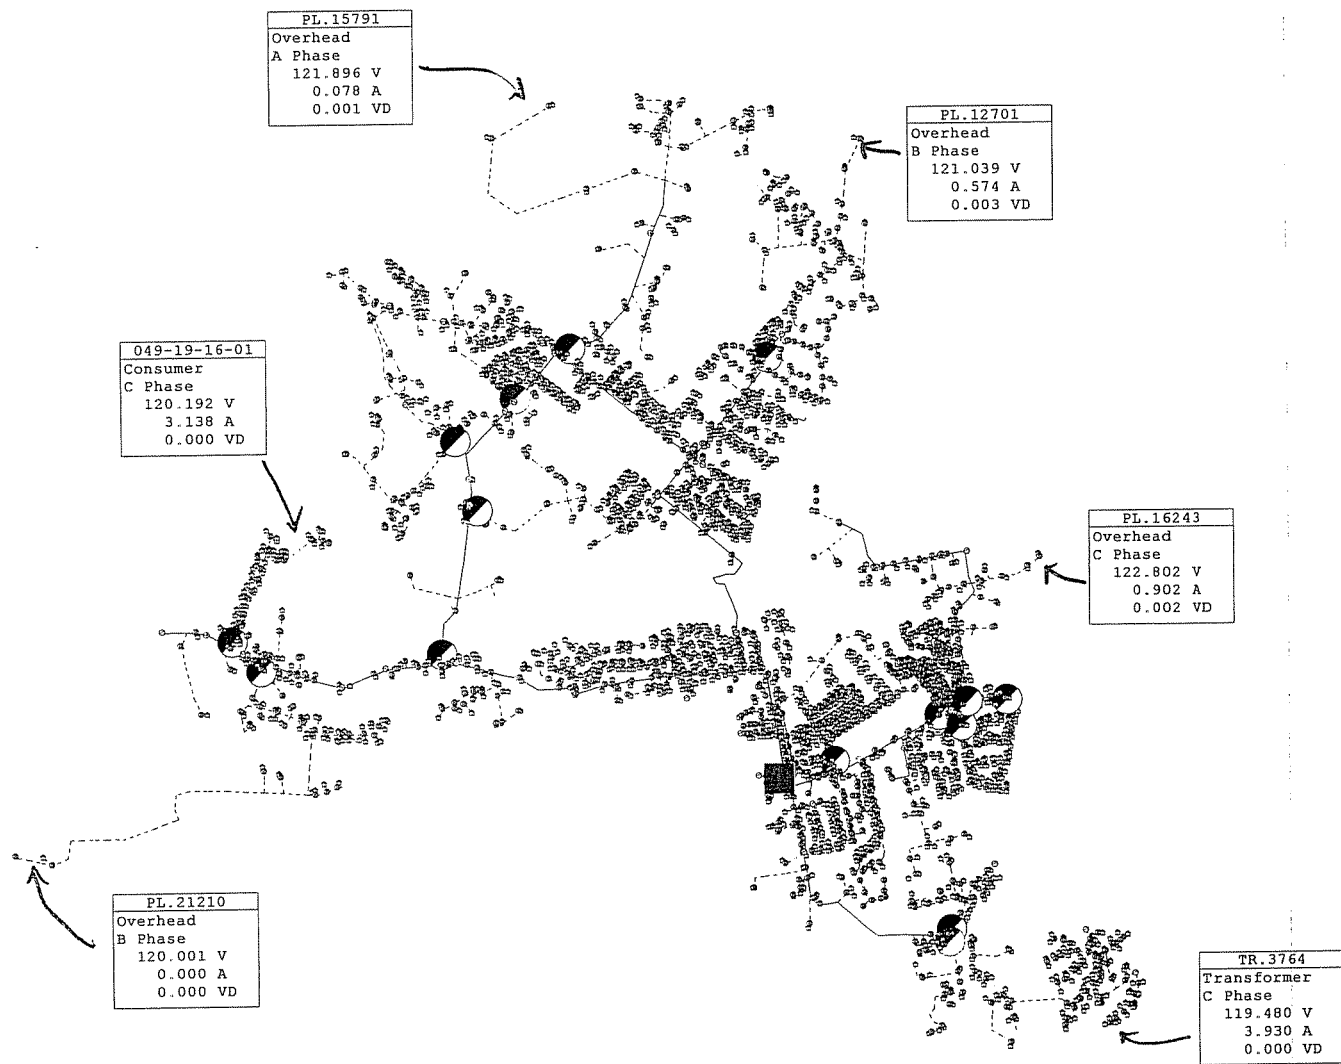 PL.15791
Overhead
A Phase
121.896 V
0.078 A
0.001 VD
PL.12701
Overhead
B Phase
121.039 V
0.574 A
0.003 VD
049-19-16-01
Consumer
C Phase
120.192 V
3.138 A
0.000 VD
PL.16243
Overhead
C Phase
122.802 V
0.902 A
0.002 VD
PL.21210
Overhead
B Phase
120.001 V
0.000 A
0.000 VD
TR.3764
Transformer
C Phase
119.480 V
3.930 A
0.000 VD